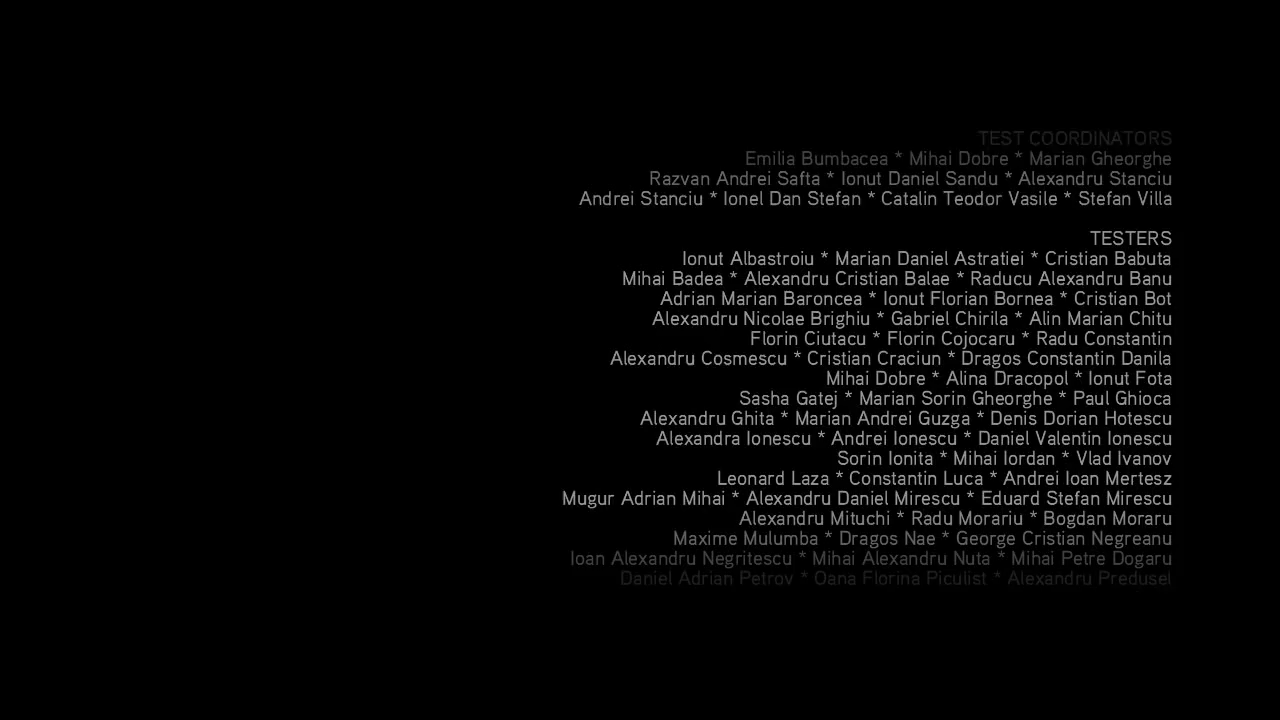 TEST COORDINATORS
Emilia Bumbacea * Mihai Dobre * Marian Gheorghe
Razvan Andrei Safta * Ionut Daniel Sandu * Alexandru Stanciu
Andrei Stanciu * Ionel Dan Stefan * Catalin Teodor Vasile * Stefan Villa
TESTERS
Ionut Albastroiu * Marian Daniel Astratiei * Cristian Babuta
Mihai Badea * Alexandru Cristian Balae * Raducu Alexandru Banu
Adrian Marian Baroncea * Ionut Florian Bornea * Cristian Bot
Alexandru Nicolae Brighiu * Gabriel Chirila * Alin Marian Chitu
Florin Ciutacu * Florin Cojocaru * Radu Constantin
Alexandru Cosmescu * Cristian Craciun * Dragos Constantin Danila
Mihai Dobre * Alina Dracopol * Ionut Fota
Sasha Gatej * Marian Sorin Gheorghe * Paul Ghioca
Alexandru Ghita * Marian Andrei Guzga * Denis Dorian Hotescu
Alexandra Ionescu * Andrei Ionescu * Daniel Valentin Ionescu
Sorin Ionita * Mihai Iordan * Vlad Ivanov
Leonard Laza * Constantin Luca * Andrei Ioan Mertesz
Mugur Adrian Mihai * Alexandru Daniel Mirescu * Eduard Stefan Mirescu
Alexandru Mituchi * Radu Morariu * Bogdan Moraru
Maxime Mulumba * Dragos Nae * George Cristian Negreanu
Ioan Alexandru Negritescu * Mihai Alexandru Nuta * Mihai Petre Dogaru
Daniel Adrian Petrov * Oana Florina Piculist * Alexandru Predusel